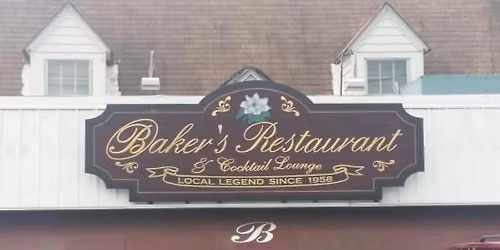 Baker's Restaurant
& Cocktail Lounge
LOCAL LEGEND SINCE 1958
B